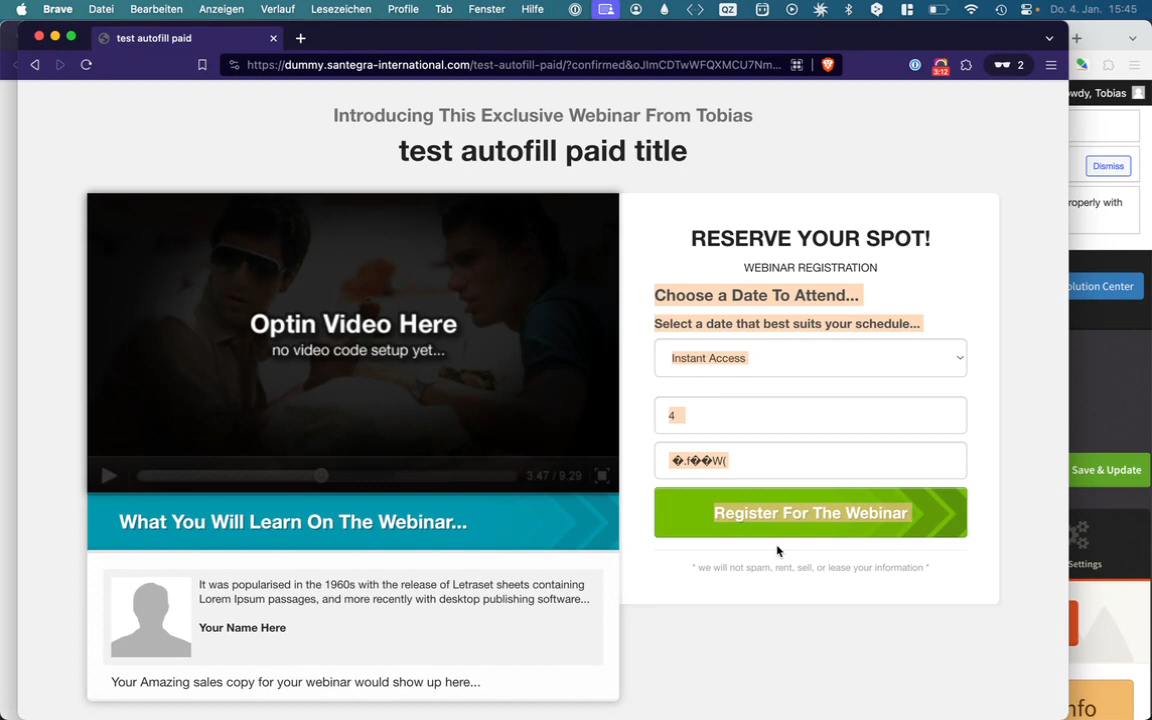 Brave Datei Bearbeiten Anzeigen Verlauf Lesezeichen Profile Tab Fenster Hilfe QZ Do. 4. Jan. 15:45
test autofill paid
https://dummy.santegra-international.com/test-autofill-paid/?confirmed&oJImCDTwWFQXMCU7Nm... 3:12 2
owdy, Tobias
Introducing This Exclusive Webinar From Tobias
test autofill paid title
Dismiss
roperly with
RESERVE YOUR SPOT!
WEBINAR REGISTRATION
olution Center
Choose a Date To Attend...
Select a date that best suits your schedule...
Optin Video Here
no video code setup yet...
Instant Access
4
�.f��W(
3:47 / 9:29
Save & Update
Register For The Webinar
What You Will Learn On The Webinar...
Settings
* we will not spam, rent, sell, or lease your information *
It was popularised in the 1960s with the release of Letraset sheets containing
Lorem Ipsum passages, and more recently with desktop publishing software...
Your Name Here
Your Amazing sales copy for your webinar would show up here...
nfo